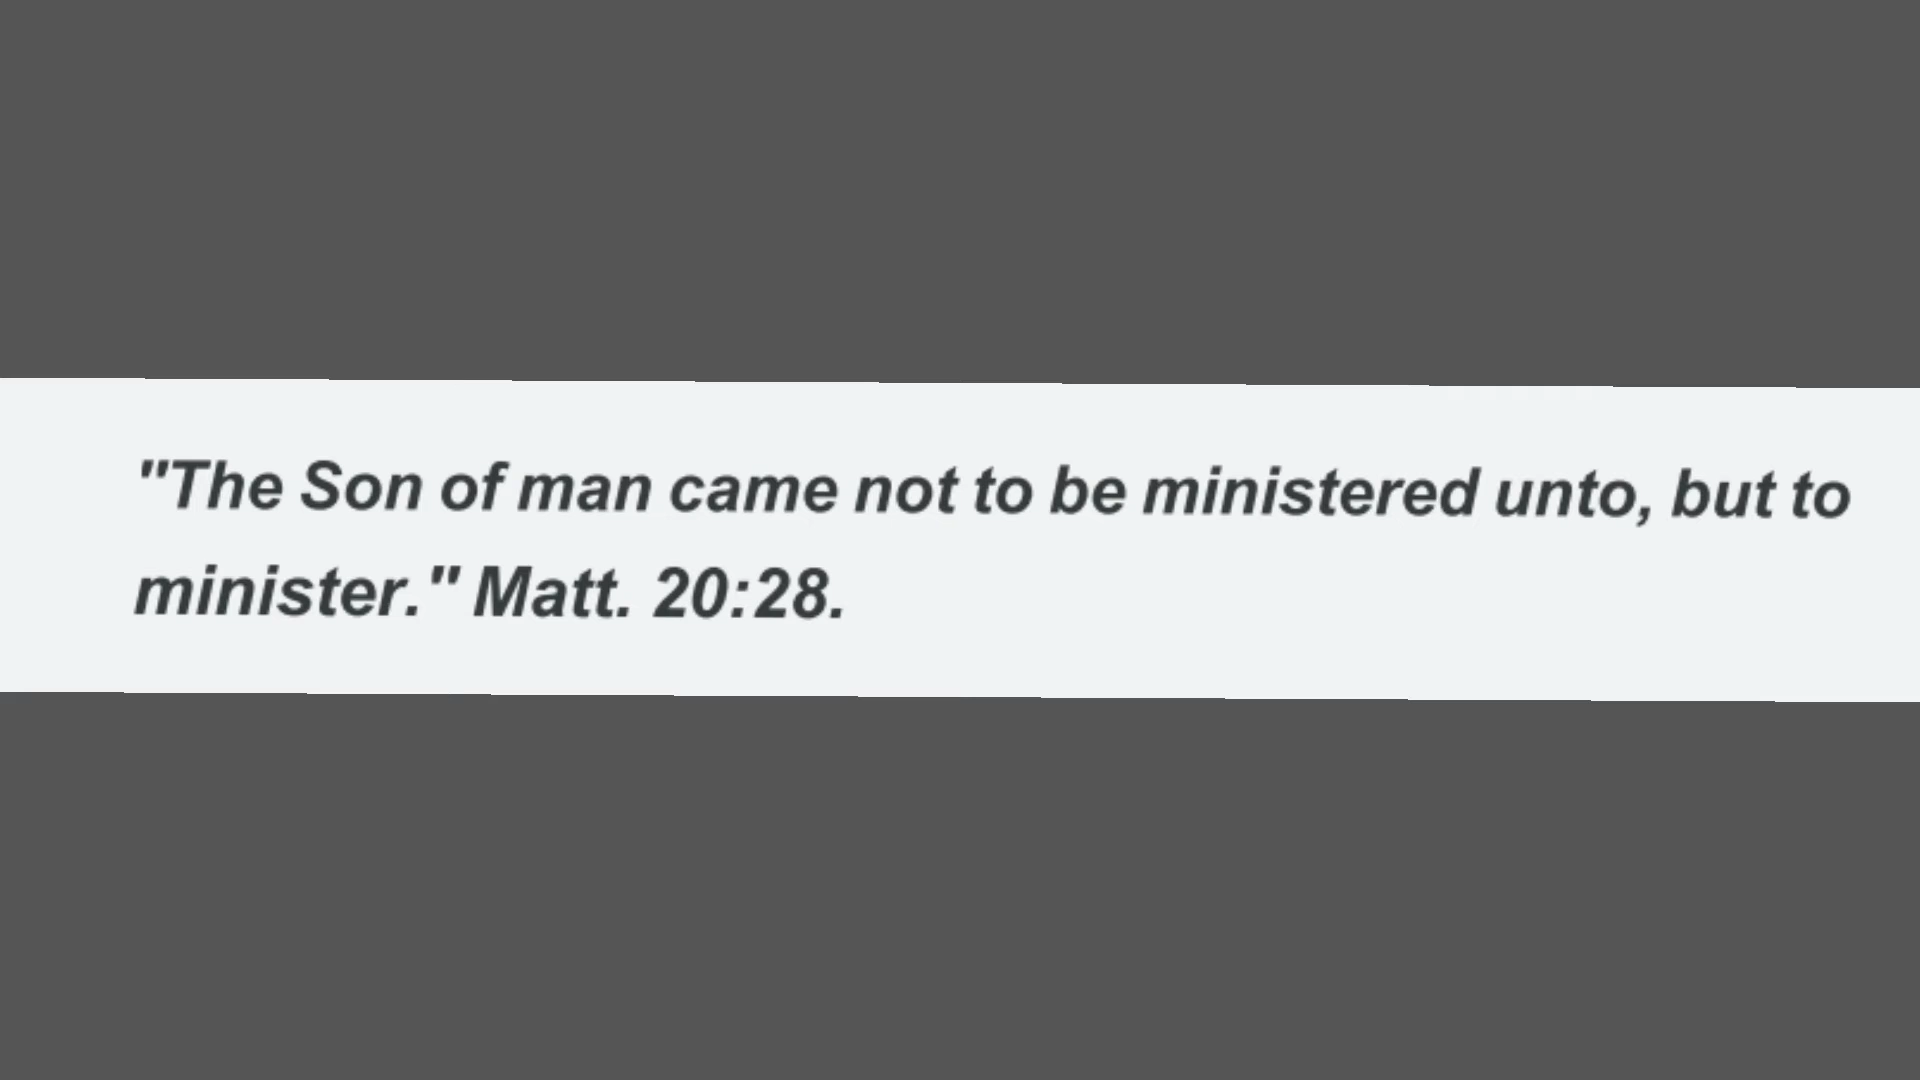 "The Son of man came not to be ministered unto, but to
minister." Matt. 20:28.